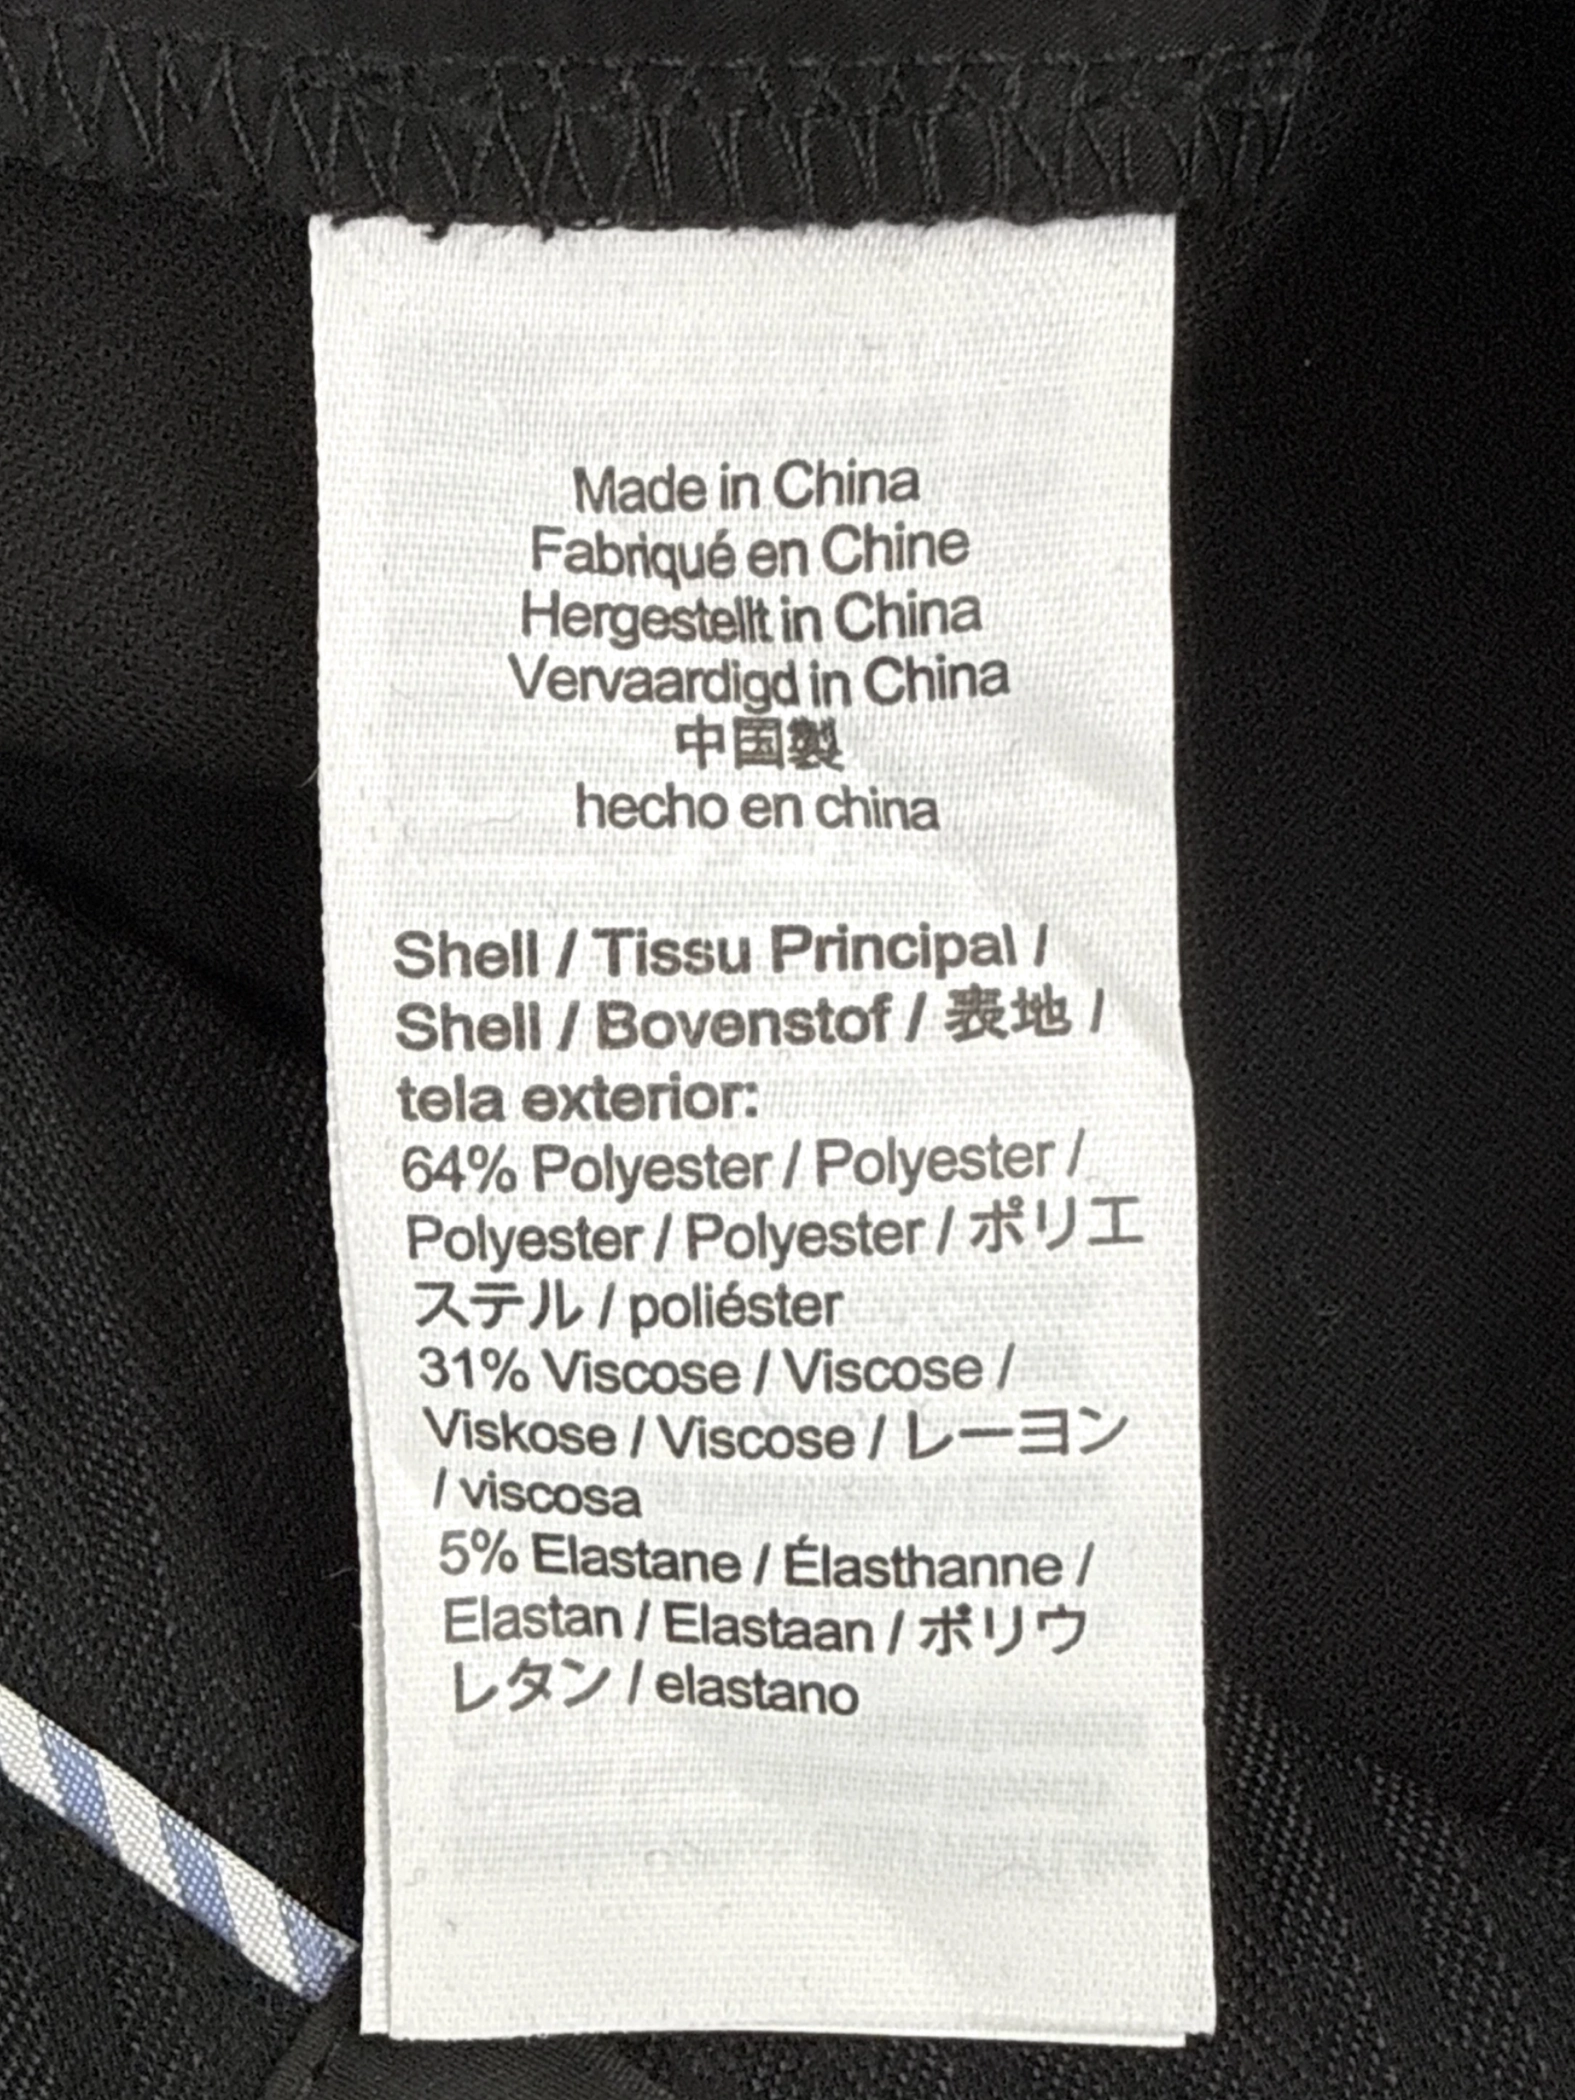 Made in China
Fabriqué en Chine
Hergestellt in China
Vervaardigd in China
中国製
hecho en china
Shell / Tissu Principal /
Shell / Bovenstof / 表地 /
tela exterior:
64% Polyester / Polyester /
Polyester / Polyester / ポリエ
ステル / poliéster
31% Viscose / Viscose /
Viskose / Viscose / レーヨン
/ viscosa
5% Elastane / Élasthanne /
Elastan / Elastaan / ポリウ
レタン / elastano